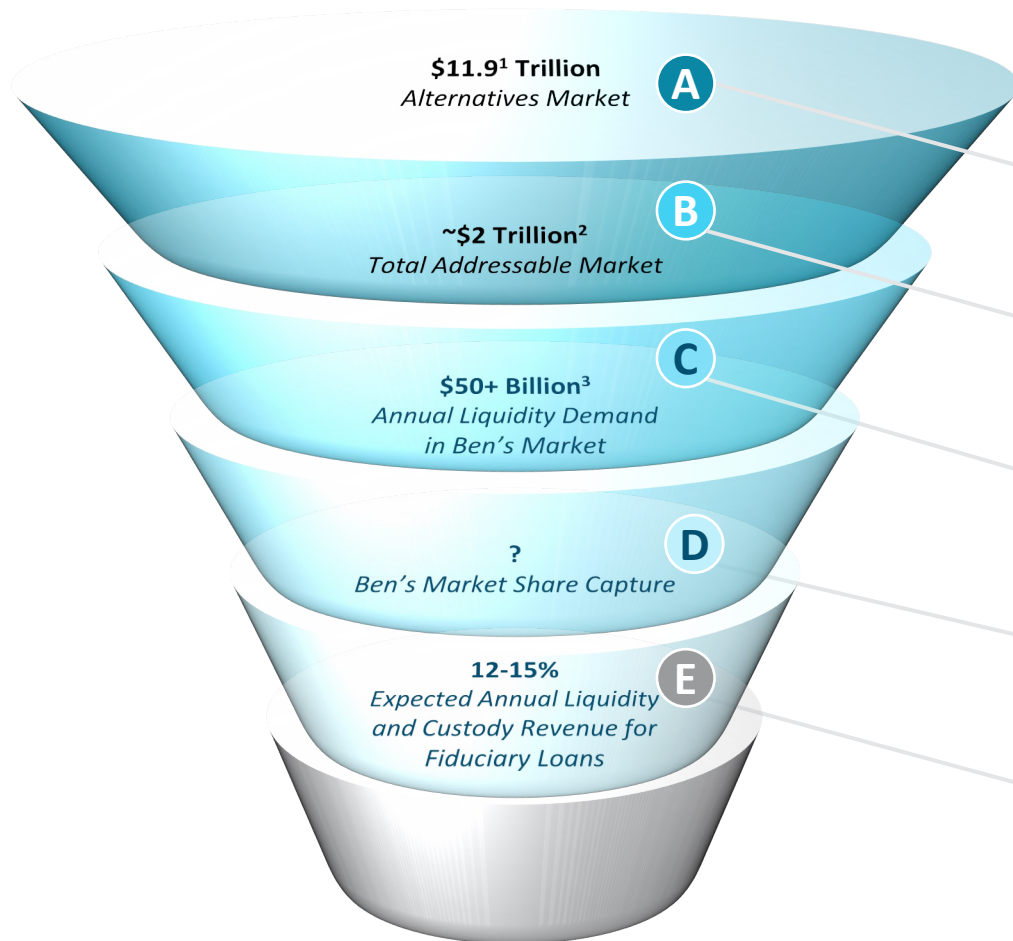 $11.9¹ Trillion
Alternatives Market
A
B
~$2 Trillion²
Total Addressable Market
C
$50+ Billion³
Annual Liquidity Demand
in Ben's Market
D
?
Ben's Market Share Capture
12-15%
E
Expected Annual Liquidity
and Custody Revenue for
Fiduciary Loans